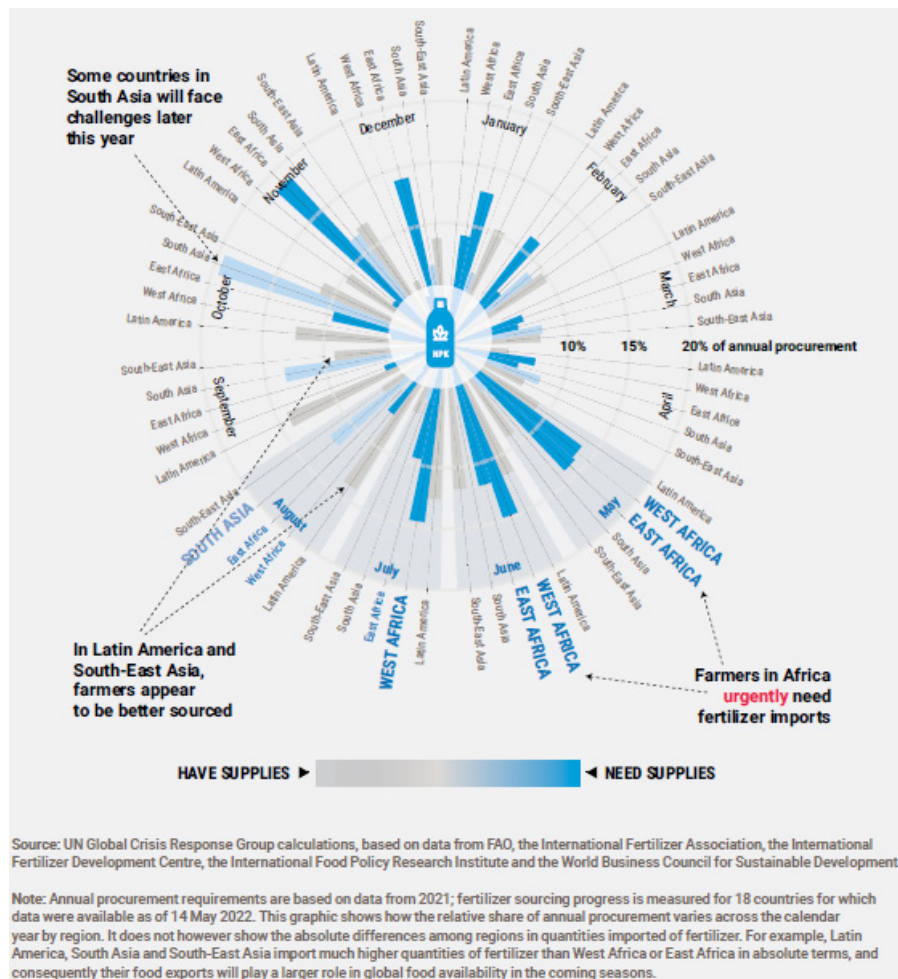 Some countries in
South Asia will face
challenges later
this year
December
Latin America
West Africa
East Africa
South Asia
South-East Asia
January
Latin America
West Africa
East Africa
South Asia
South-East Asia
February
Latin America
West Africa
East Africa
South Asia
South-East Asia
March
Latin America
West Africa
East Africa
South Asia
South-East Asia
10%
15%
20% of annual procurement
April
Latin America
West Africa
East Africa
South Asia
South-East Asia
May
Latin America
WEST AFRICA
EAST AFRICA
South Asia
South-East Asia
June
Latin America
WEST AFRICA
EAST AFRICA
South Asia
South-East Asia
July
Latin America
WEST AFRICA
East Africa
South Asia
South-East Asia
August
Latin America
West Africa
East Africa
SOUTH ASIA
South-East Asia
September
Latin America
West Africa
East Africa
South Asia
South-East Asia
October
Latin America
West Africa
East Africa
South Asia
South-East Asia
November
Latin America
West Africa
East Africa
South Asia
South-East Asia
NPK
In Latin America and
South-East Asia,
farmers appear
to be better sourced
Farmers in Africa
urgently need
fertilizer imports
HAVE SUPPLIES
NEED SUPPLIES
Source: UN Global Crisis Response Group calculations, based on data from FAO, the International Fertilizer Association, the International
Fertilizer Development Centre, the International Food Policy Research Institute and the World Business Council for Sustainable Development
Note: Annual procurement requirements are based on data from 2021; fertilizer sourcing progress is measured for 18 countries for which
data were available as of 14 May 2022. This graphic shows how the relative share of annual procurement varies across the calendar
year by region. It does not however show the absolute differences among regions in quantities imported of fertilizer. For example, Latin
America, South Asia and South-East Asia import much higher quantities of fertilizer than West Africa or East Africa in absolute terms, and
consequently their food exports will play a larger role in global food availability in the coming seasons.